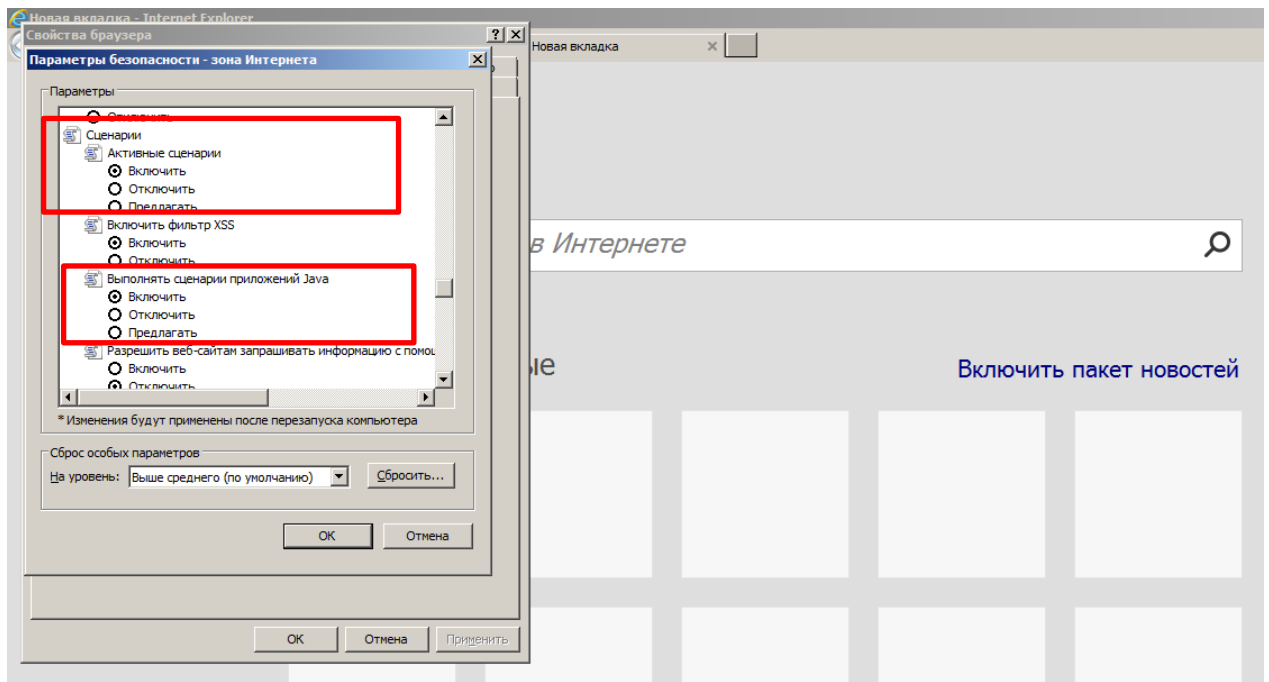 Новая вкладка - Internet Explorer
Свойства браузера
Новая вкладка
Параметры безопасности - зона Интернета
Параметры
Отключить
Сценарии
Активные сценарии
Включить
Отключить
Предлагать
Включить фильтр XSS
Включить
Отключить
Выполнять сценарии приложений Java
Включить
Отключить
Предлагать
Разрешить веб-сайтам запрашивать информацию с
Включить
Отключить
* Изменения будут применены после перезапуска компьютера
Сброс особых параметров
На уровень: Выше среднего (по умолчанию) Сбросить...
ОК Отмена
ОК Отмена Применить
в Интернете
ые
Включить пакет новостей